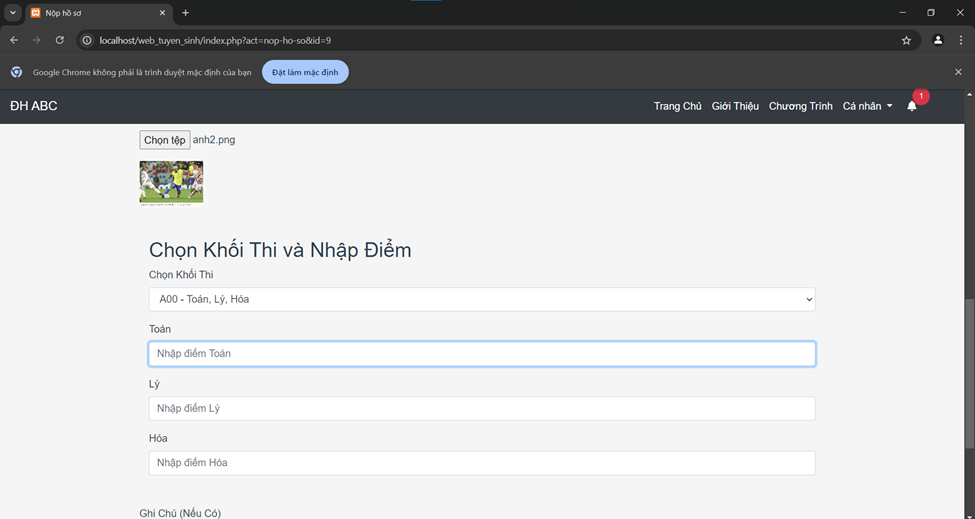 Nộp hồ sơ
localhost/web_tuyen_sinh/index.php?act=nop-ho-so&id=9
Google Chrome không phải là trình duyệt mặc định của bạn Đặt làm mặc định
ĐH ABC Trang Chủ Giới Thiệu Chương Trình Cá nhân 1
Chọn tệp anh2.png
Chọn Khối Thi và Nhập Điểm
Chọn Khối Thi
A00 - Toán, Lý, Hóa
Toán
Nhập điểm Toán
Lý
Nhập điểm Lý
Hóa
Nhập điểm Hóa
Ghi Chú (Nếu Có)